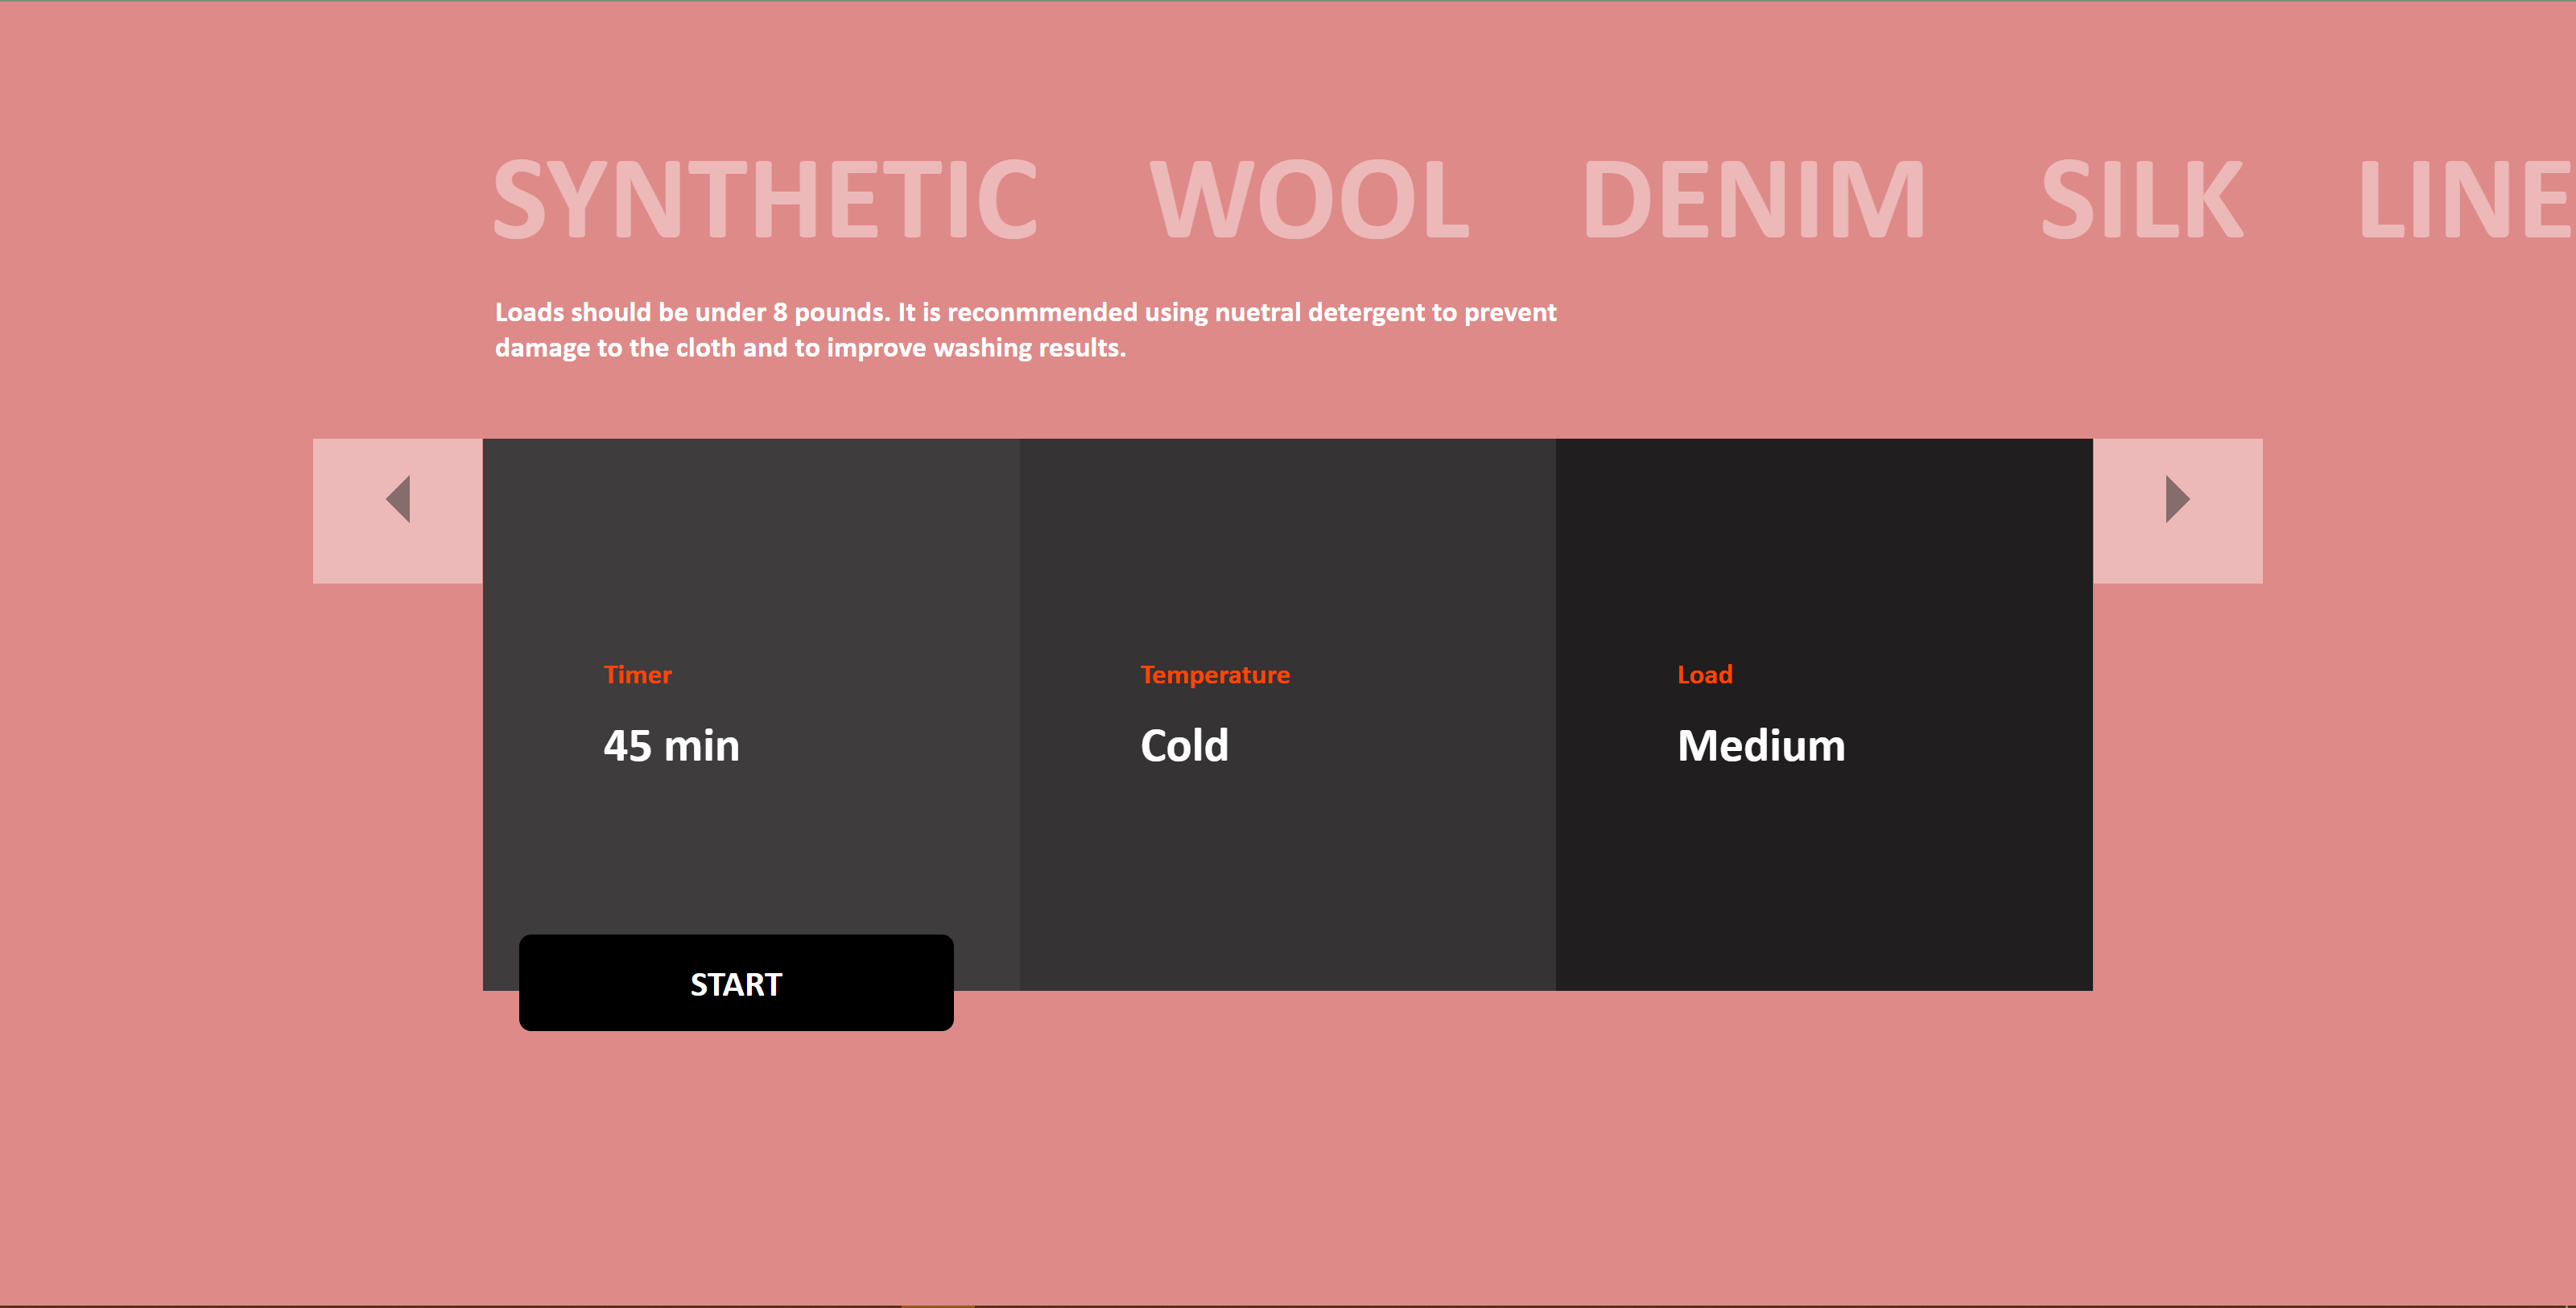 SYNTHETIC WOOL DENIM SILK LINE
Loads should be under 8 pounds. It is reconmmended using nuetral detergent to prevent
damage to the cloth and to improve washing results.
Timer Temperature Load
45 min Cold Medium
START